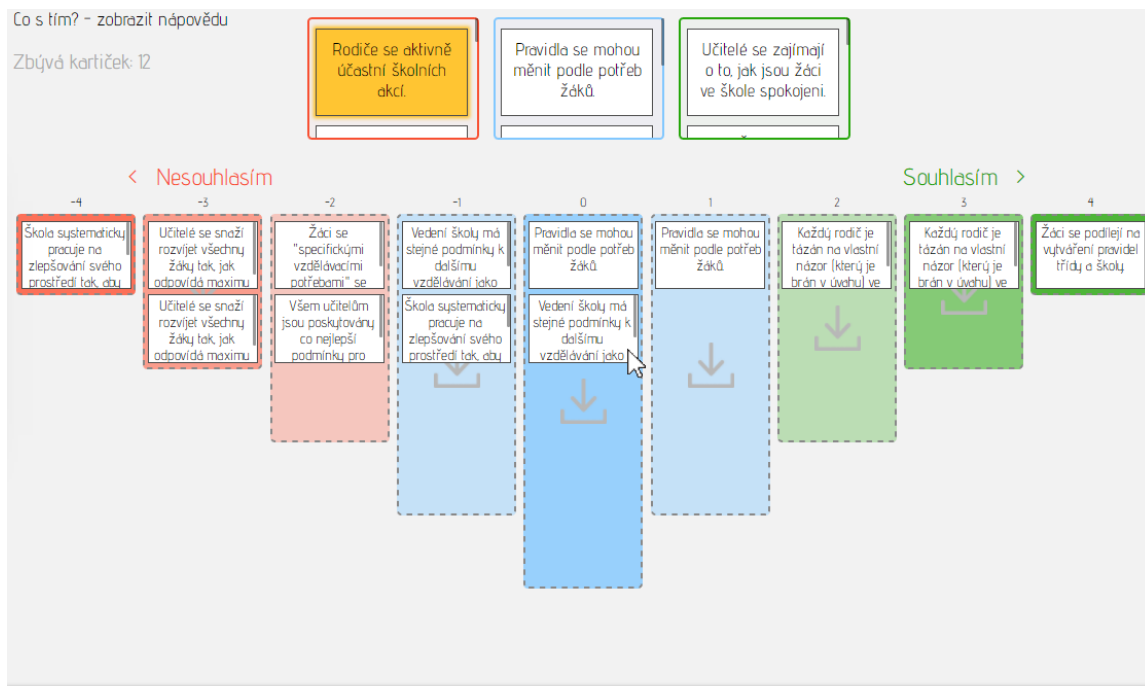 Co s tím? - zobrazit nápovědu
Zbývá kartiček: 12
Rodiče se aktivně
účastní školních
akcí.
Pravidla se mohou
měnit podle potřeb
žáků.
Učitelé se zajímají
o to, jak jsou žáci
ve škole spokojeni.
< Nesouhlasím
Souhlasím >
-4
-3
-2
-1
0
1
2
3
4
Škola systematicky
pracuje na
zlepšování svého
prostředí tak, aby
Učitelé se snaží
rozvíjet všechny
žáky tak, jak
odpovídá maximu
Učitelé se snaží
rozvíjet všechny
žáky tak, jak
odpovídá maximu
Žáci se
"specifickými
vzdělávacími
potřebami" se
Všem učitelům
jsou poskytovány
co nejlepší
podmínky pro
Vedení školy má
stejné podmínky k
dalšímu
vzdělávání jako
Škola systematicky
pracuje na
zlepšování svého
prostředí tak, aby
Pravidla se mohou
měnit podle potřeb
žáků.
Vedení školy má
stejné podmínky k
dalšímu
vzdělávání jako
Pravidla se mohou
měnit podle potřeb
žáků.
Každý rodič je
tázán na vlastní
názor (který je
brán v úvahu) ve
Každý rodič je
tázán na vlastní
názor (který je
brán v úvahu) ve
Žáci se podílejí na
vytváření pravidel
třídy a školy.